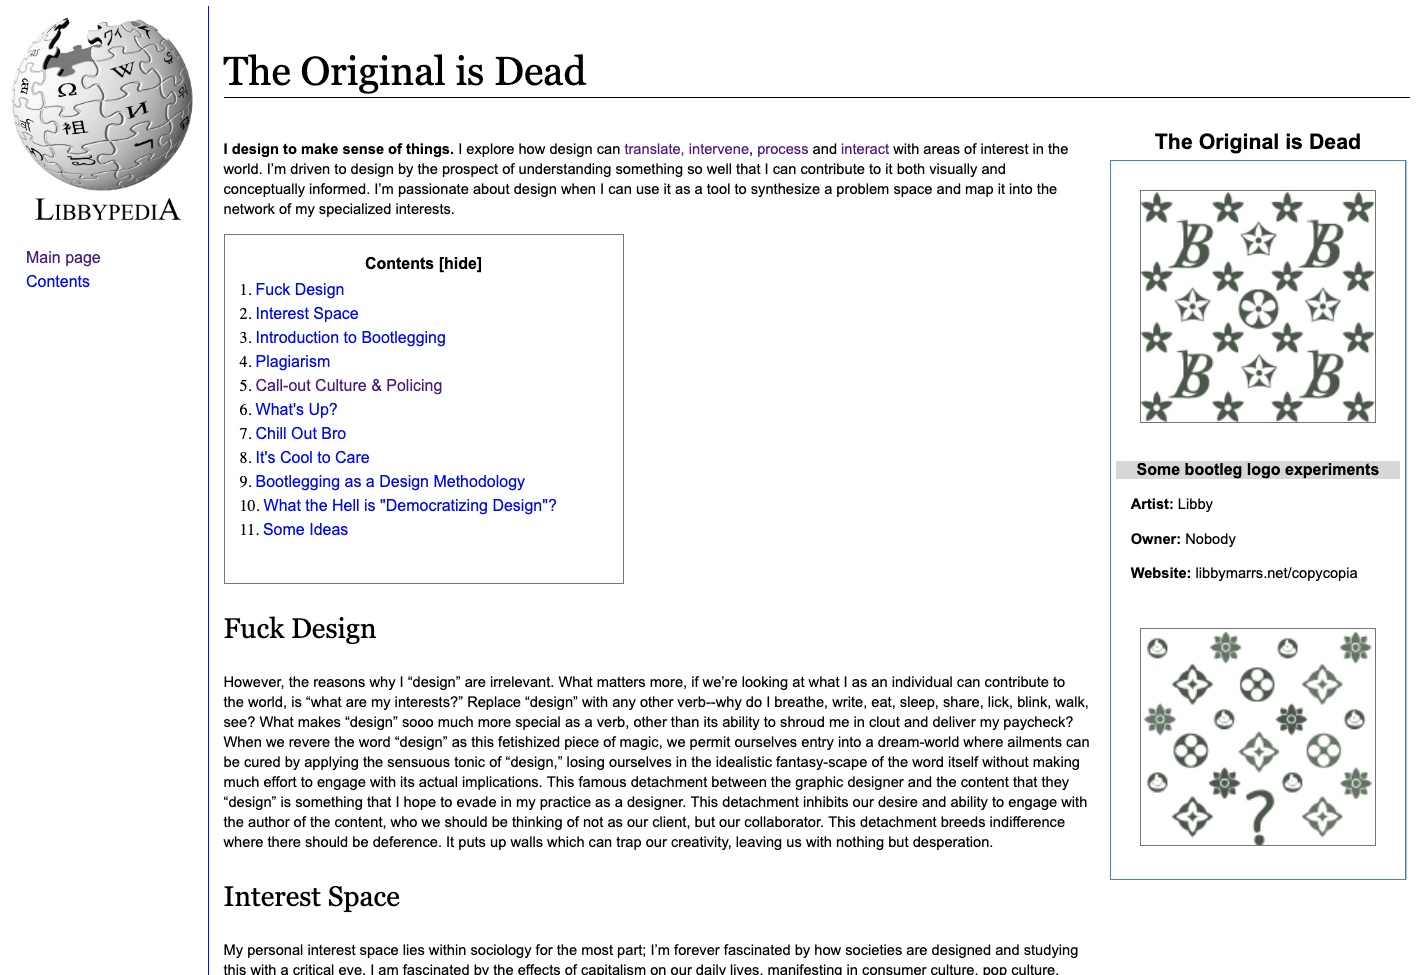 LIBBYPEDIA
Main page
Contents
The Original is Dead
I design to make sense of things. I explore how design can translate, intervene, process and interact with areas of interest in the
world. I’m driven to design by the prospect of understanding something so well that I can contribute to it both visually and
conceptually informed. I’m passionate about design when I can use it as a tool to synthesize a problem space and map it into the
network of my specialized interests.
Contents [hide]
1. Fuck Design
2. Interest Space
3. Introduction to Bootlegging
4. Plagiarism
5. Call-out Culture & Policing
6. What's Up?
7. Chill Out Bro
8. It's Cool to Care
9. Bootlegging as a Design Methodology
10. What the Hell is "Democratizing Design"?
11. Some Ideas
Fuck Design
However, the reasons why I “design” are irrelevant. What matters more, if we’re looking at what I as an individual can contribute to
the world, is “what are my interests?” Replace “design” with any other verb--why do I breathe, write, eat, sleep, share, lick, blink, walk,
see? What makes “design” sooo much more special as a verb, other than its ability to shroud me in clout and deliver my paycheck?
When we revere the word “design” as this fetishized piece of magic, we permit ourselves entry into a dream-world where ailments can
be cured by applying the sensuous tonic of “design,” losing ourselves in the idealistic fantasy-scape of the word itself without making
much effort to engage with its actual implications. This famous detachment between the graphic designer and the content that they
“design” is something that I hope to evade in my practice as a designer. This detachment inhibits our desire and ability to engage with
the author of the content, who we should be thinking of not as our client, but our collaborator. This detachment breeds indifference
where there should be deference. It puts up walls which can trap our creativity, leaving us with nothing but desperation.
Interest Space
My personal interest space lies within sociology for the most part; I’m forever fascinated by how societies are designed and studying
this with a critical eye. I am fascinated by the effects of capitalism on our daily lives, manifesting in consumer culture, pop culture,
The Original is Dead
Some bootleg logo experiments
Artist: Libby
Owner: Nobody
Website: libbymarrs.net/copycopia
?